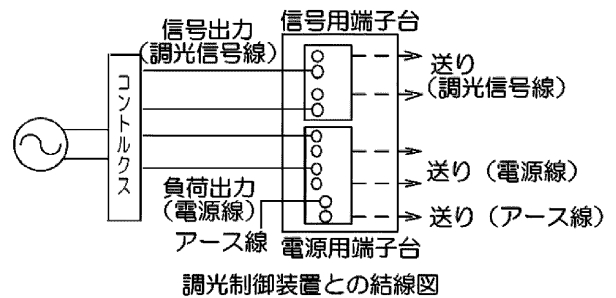 信号出力
(調光信号線)
信号用端子台
送り
(調光信号線)
コントルクス
負荷出力
(電源線)
アース線
送り(電源線)
送り(アース線)
電源用端子台
調光制御装置との結線図